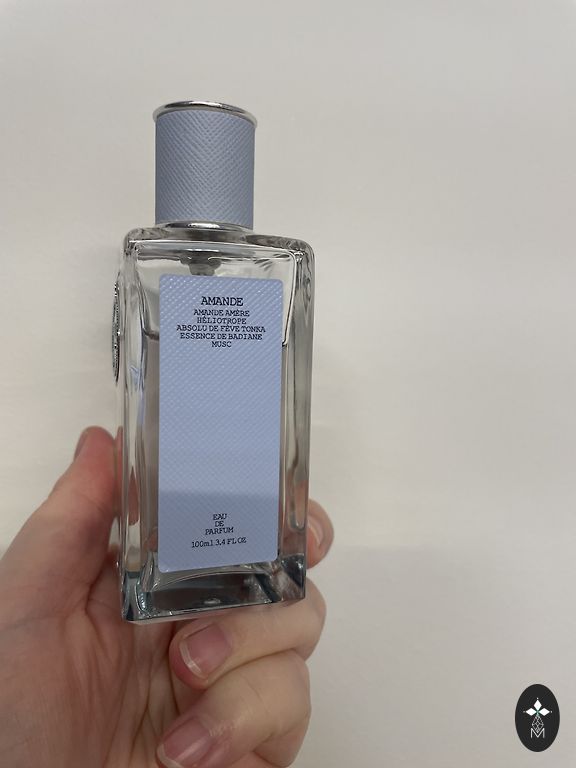 AMANDE
AMANDE AMÈRE
HÉLIOTROPE
ABSOLU DE FÈVE TONKA
ESSENCE DE BADIANE
MUSC
EAU
DE
PARFUM
100ml 3.4 FL OZ
M